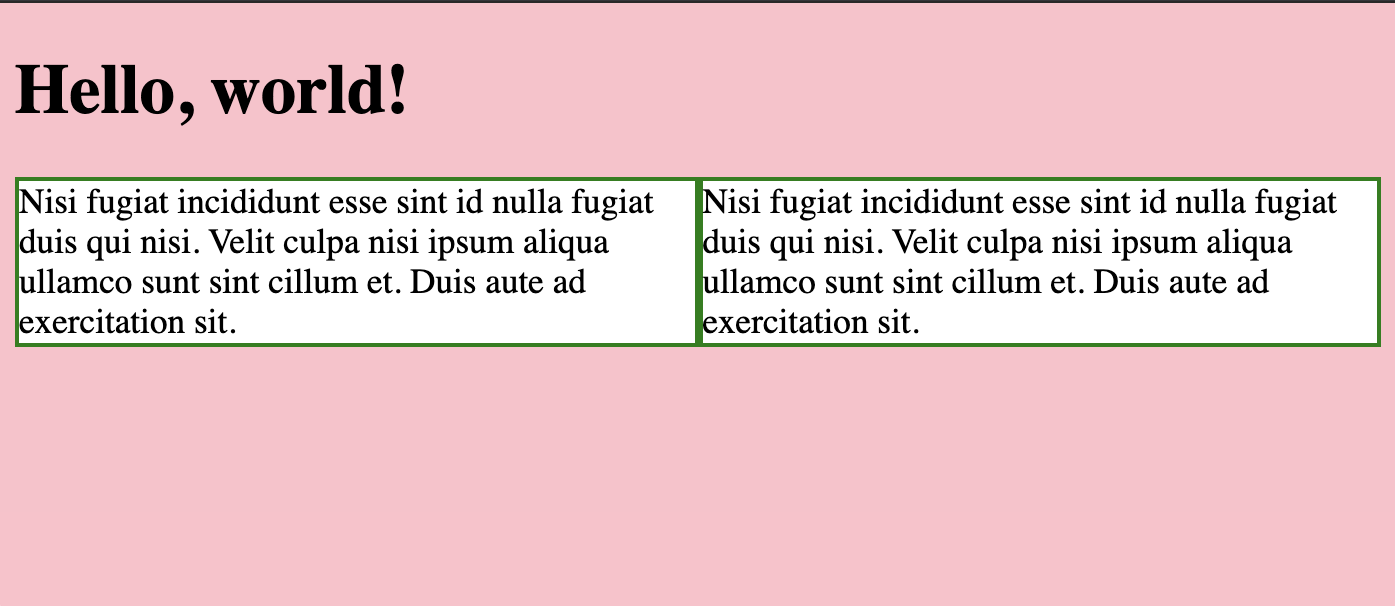 Hello, world!
Nisi fugiat incididunt esse sint id nulla fugiat
duis qui nisi. Velit culpa nisi ipsum aliqua
ullamco sunt sint cillum et. Duis aute ad
exercitation sit.
Nisi fugiat incididunt esse sint id nulla fugiat
duis qui nisi. Velit culpa nisi ipsum aliqua
ullamco sunt sint cillum et. Duis aute ad
exercitation sit.